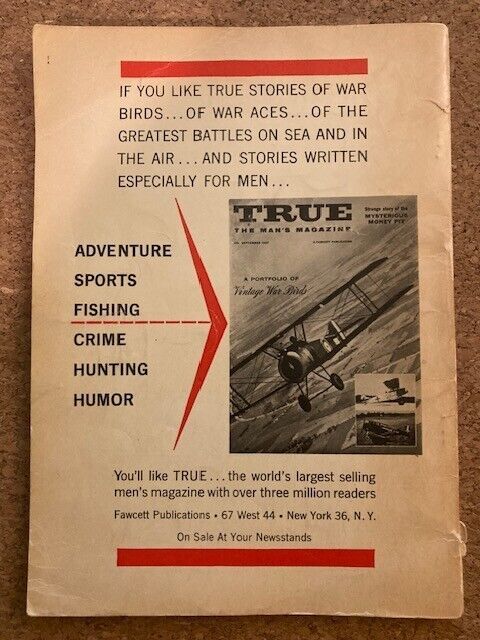 IF YOU LIKE TRUE STORIES OF WAR
BIRDS...OF WAR ACES...OF THE
GREATEST BATTLES ON SEA AND IN
THE AIR...AND STORIES WRITTEN
ESPECIALLY FOR MEN...
TRUE
THE MAN'S MAGAZINE
Strange story of the
MYSTERIOUS
MONEY PIT
SEPTEMBER
A FAWCETT PUBLICATION
A PORTFOLIO OF
Vintage War Birds
ADVENTURE
SPORTS
FISHING
CRIME
HUNTING
HUMOR
You'll like TRUE...the world's largest selling
men's magazine with over three million readers
Fawcett Publications • 67 West 44 • New York 36, N. Y.
On Sale At Your Newsstands